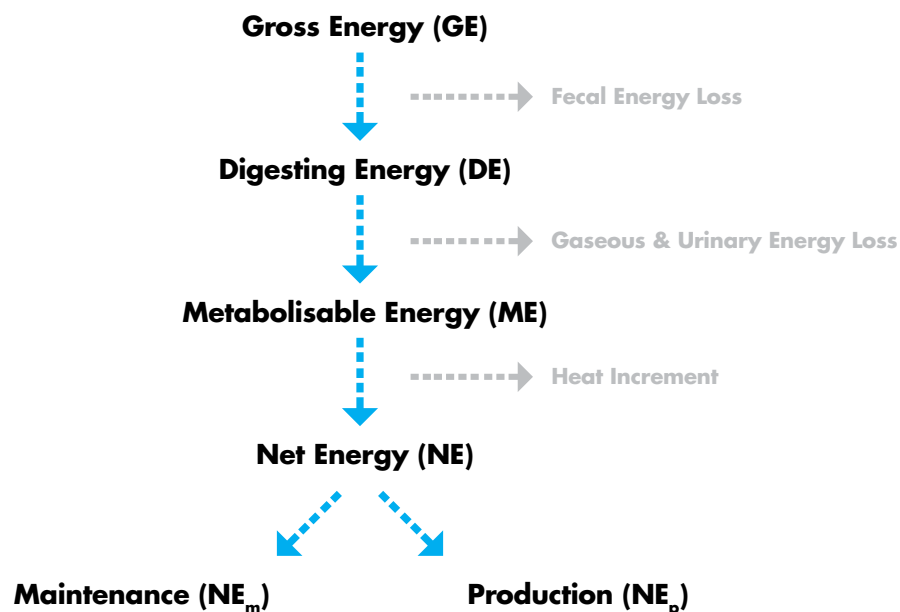 Gross Energy (GE)
Fecal Energy Loss
Digesting Energy (DE)
Gaseous & Urinary Energy Loss
Metabolisable Energy (ME)
Heat Increment
Net Energy (NE)
Maintenance (NEm)
Production (NEp)